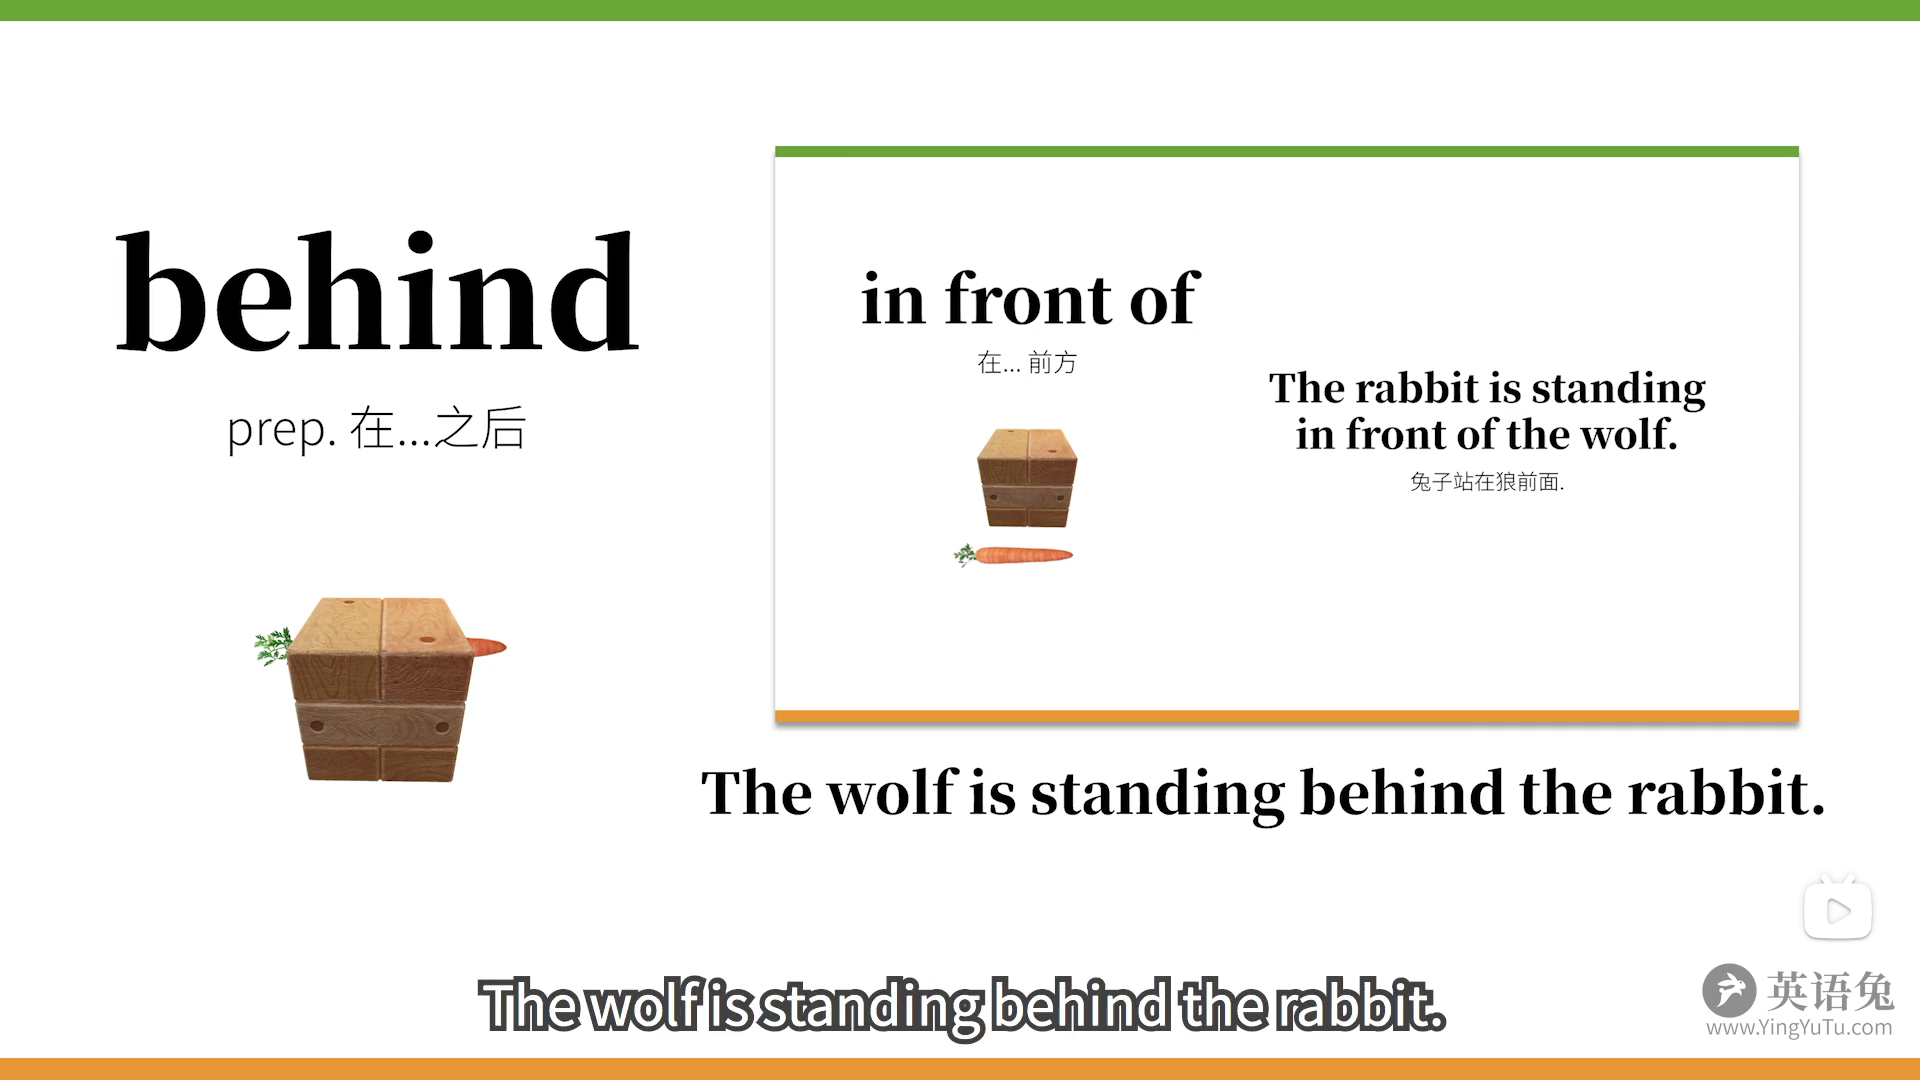 behind
prep. 在...之后
in front of
在... 前方
The rabbit is standing
in front of the wolf.
兔子站在狼前面.
The wolf is standing behind the rabbit.
The wolf is standing behind the rabbit.
英语兔
www.YingYuTu.com